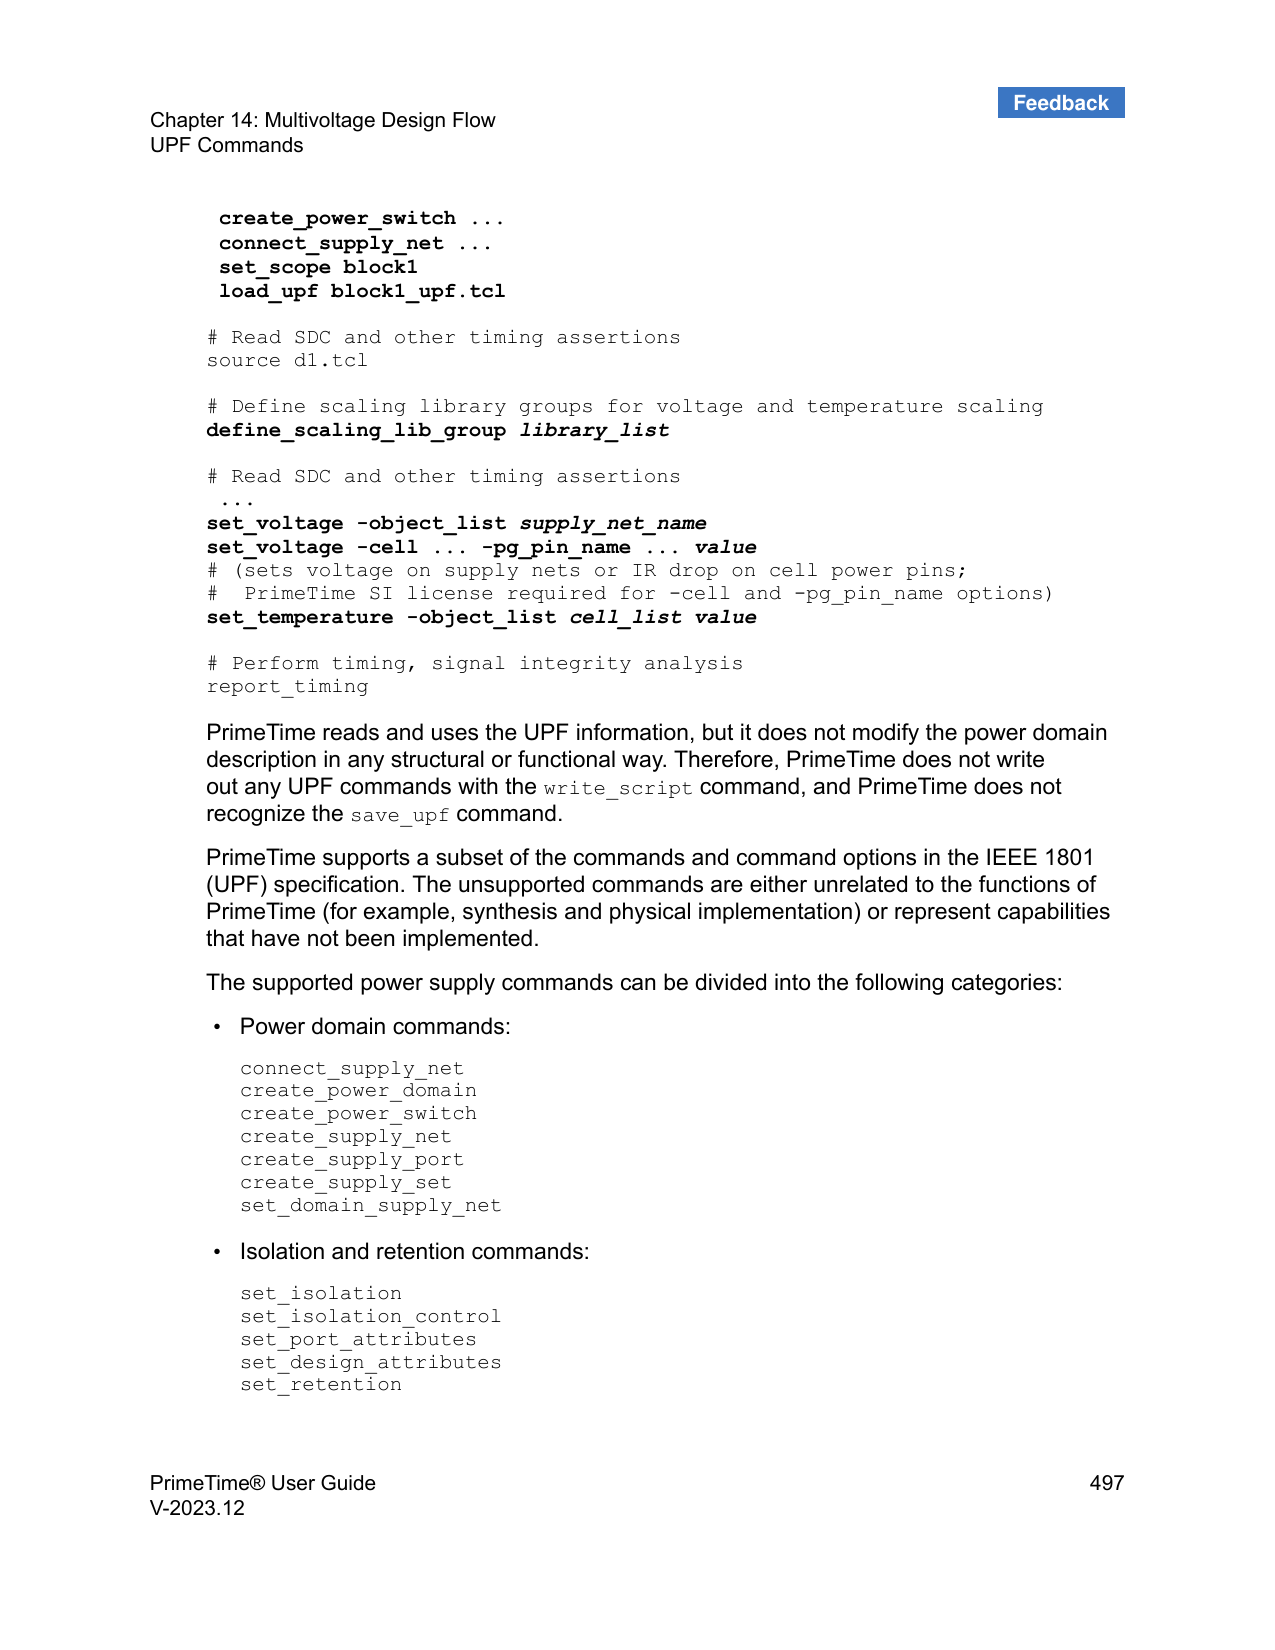 Feedback
Chapter 14: Multivoltage Design Flow
UPF Commands
create_power_switch ...
connect_supply_net ...
set_scope block1
load_upf block1_upf.tcl
# Read SDC and other timing assertions
source d1.tcl
# Define scaling library groups for voltage and temperature scaling
define_scaling_lib_group library_list
# Read SDC and other timing assertions
...
set_voltage -object_list supply_net_name
set_voltage -cell ... -pg_pin_name ... value
# (sets voltage on supply nets or IR drop on cell power pins;
#  PrimeTime SI license required for -cell and -pg_pin_name options)
set_temperature -object_list cell_list value
# Perform timing, signal integrity analysis
report_timing
PrimeTime reads and uses the UPF information, but it does not modify the power domain
description in any structural or functional way. Therefore, PrimeTime does not write
out any UPF commands with the write_script command, and PrimeTime does not
recognize the save_upf command.
PrimeTime supports a subset of the commands and command options in the IEEE 1801
(UPF) specification. The unsupported commands are either unrelated to the functions of
PrimeTime (for example, synthesis and physical implementation) or represent capabilities
that have not been implemented.
The supported power supply commands can be divided into the following categories:
• Power domain commands:
connect_supply_net
create_power_domain
create_power_switch
create_supply_net
create_supply_port
create_supply_set
set_domain_supply_net
• Isolation and retention commands:
set_isolation
set_isolation_control
set_port_attributes
set_design_attributes
set_retention
PrimeTime® User Guide
497
V-2023.12